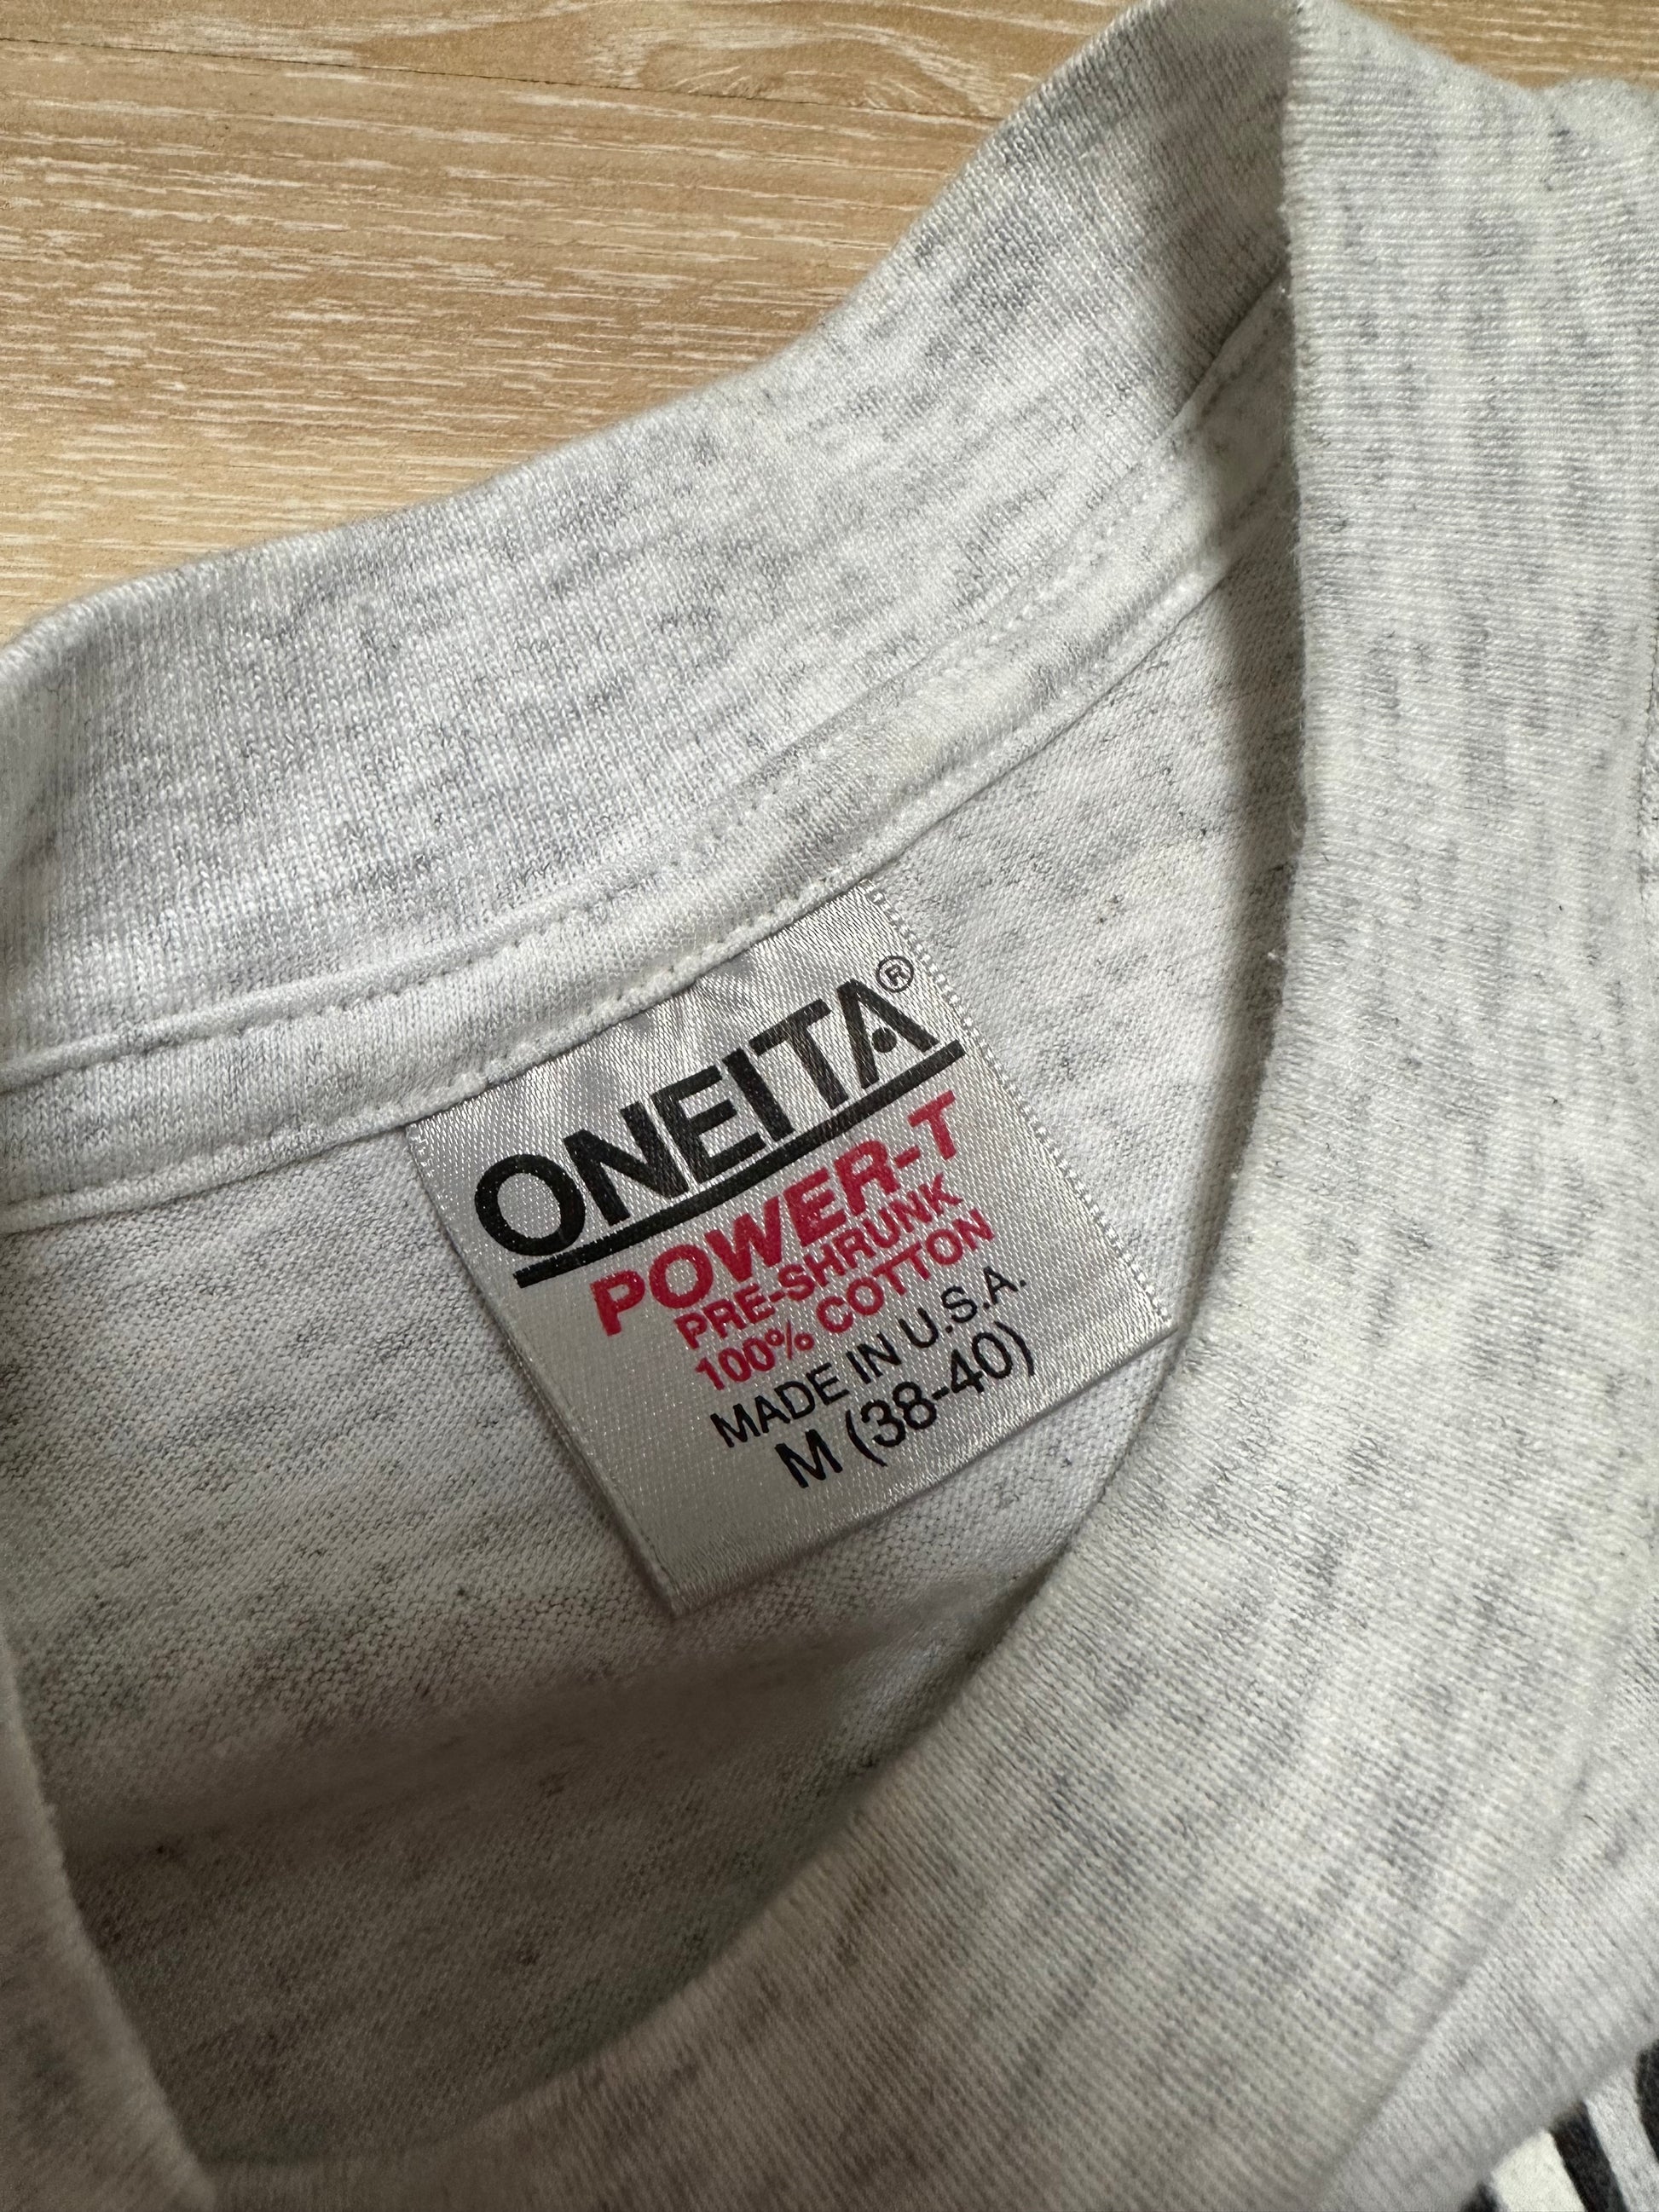 ONEITA®
POWER-T
PRE-SHRUNK
100% COTTON
MADE IN U.S.A.
M (38-40)